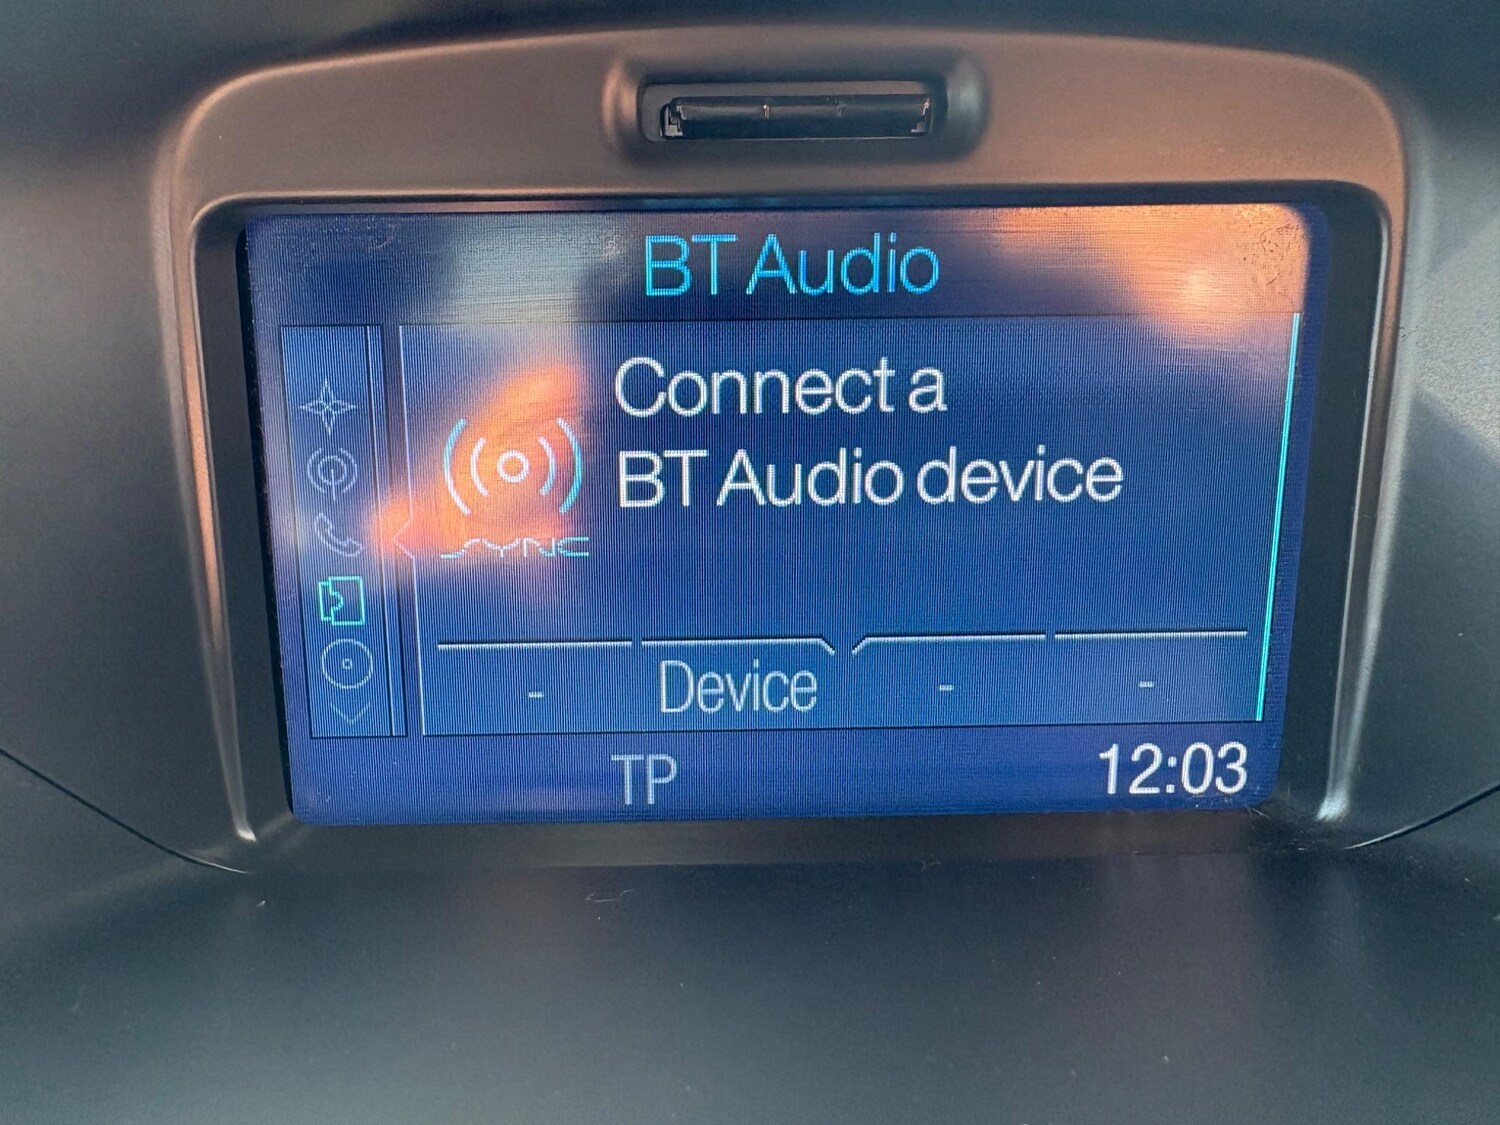 BT Audio
Connect a
BT Audio device
SYNC
- Device - -
TP 12:03